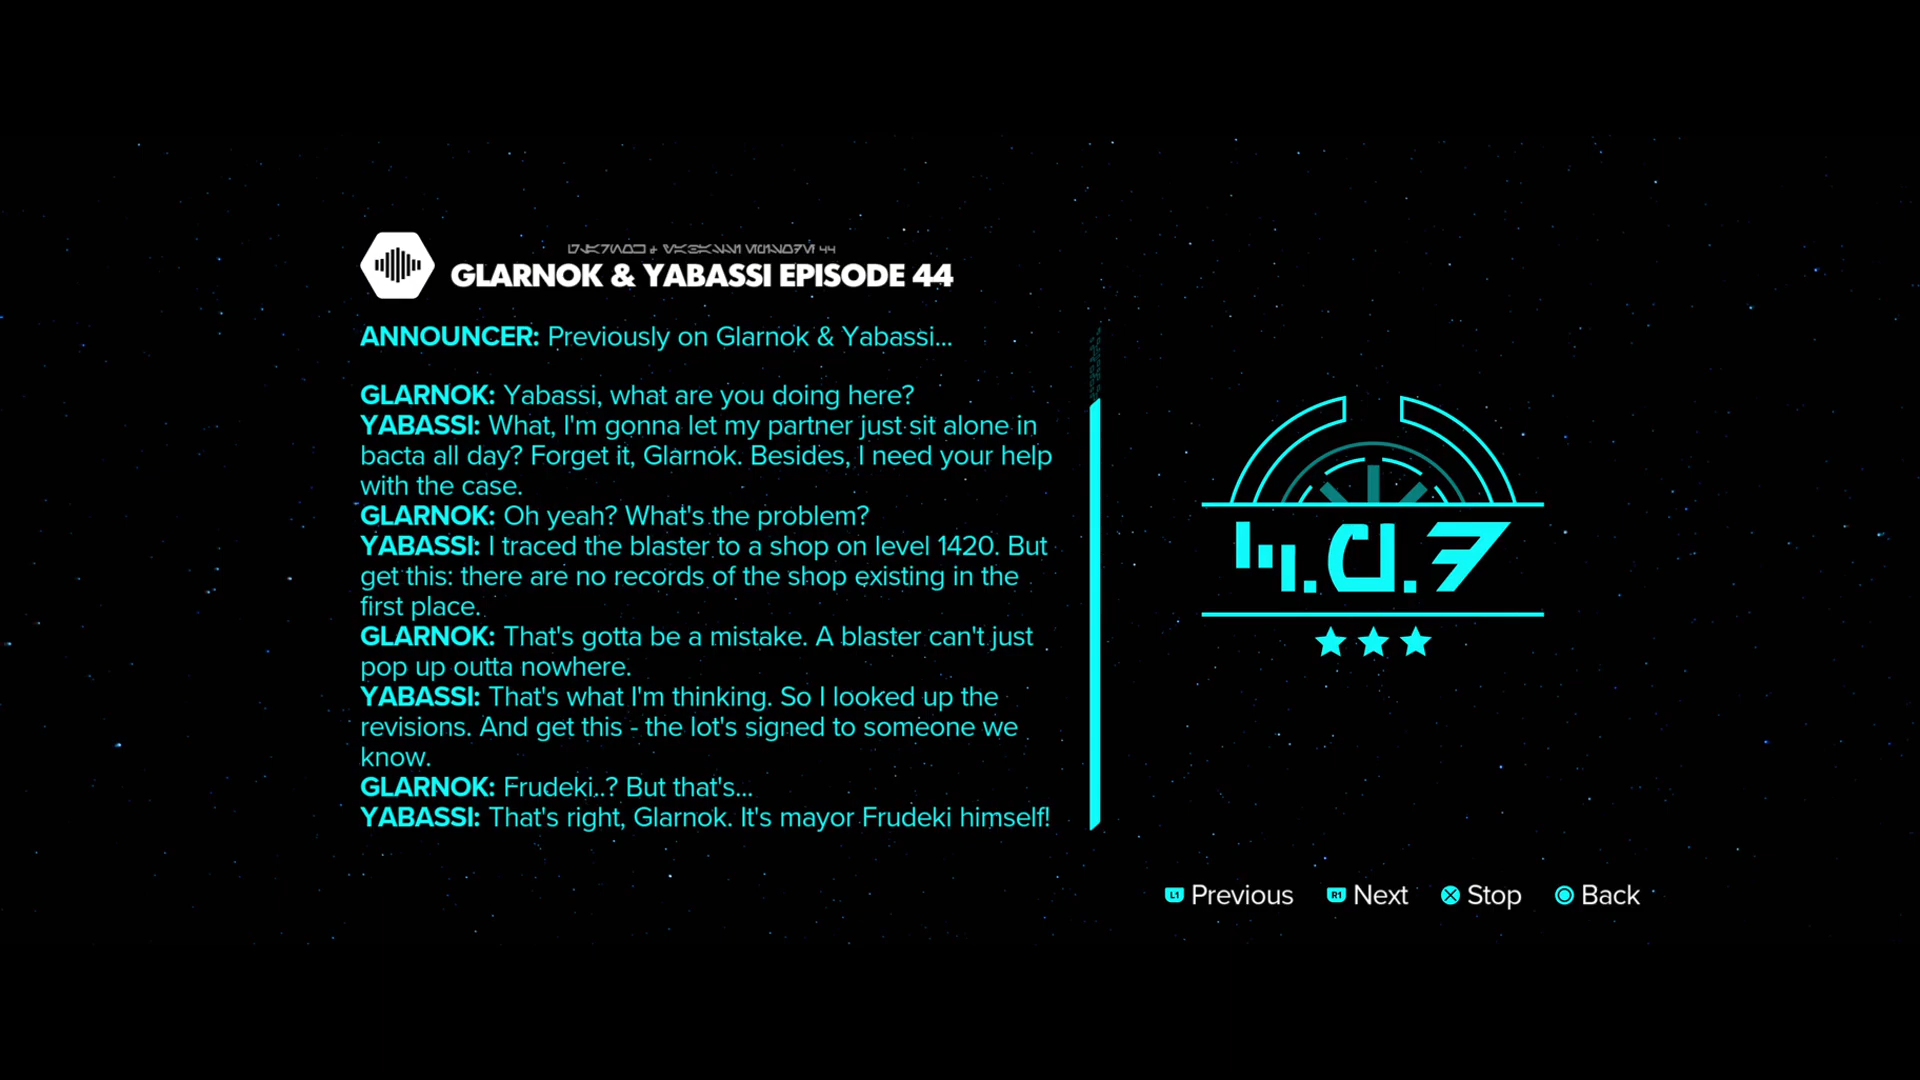 GLARNOK & YABASSI EPISODE 44
ANNOUNCER: Previously on Glarnok & Yabassi...
GLARNOK: Yabassi, what are you doing here?
YABASSI: What, I'm gonna let my partner just sit alone in
bacta all day? Forget it, Glarnok. Besides, I need your help
with the case.
GLARNOK: Oh yeah? What's the problem?
YABASSI: I traced the blaster to a shop on level 1420. But
get this: there are no records of the shop existing in the
first place.
GLARNOK: That's gotta be a mistake. A blaster can't just
pop up outta nowhere.
YABASSI: That's what I'm thinking. So I looked up the
revisions. And get this - the lot's signed to someone we
know.
GLARNOK: Frudeki..? But that's...
YABASSI: That's right, Glarnok. It's mayor Frudeki himself!
L1 Previous R1 Next Stop Back